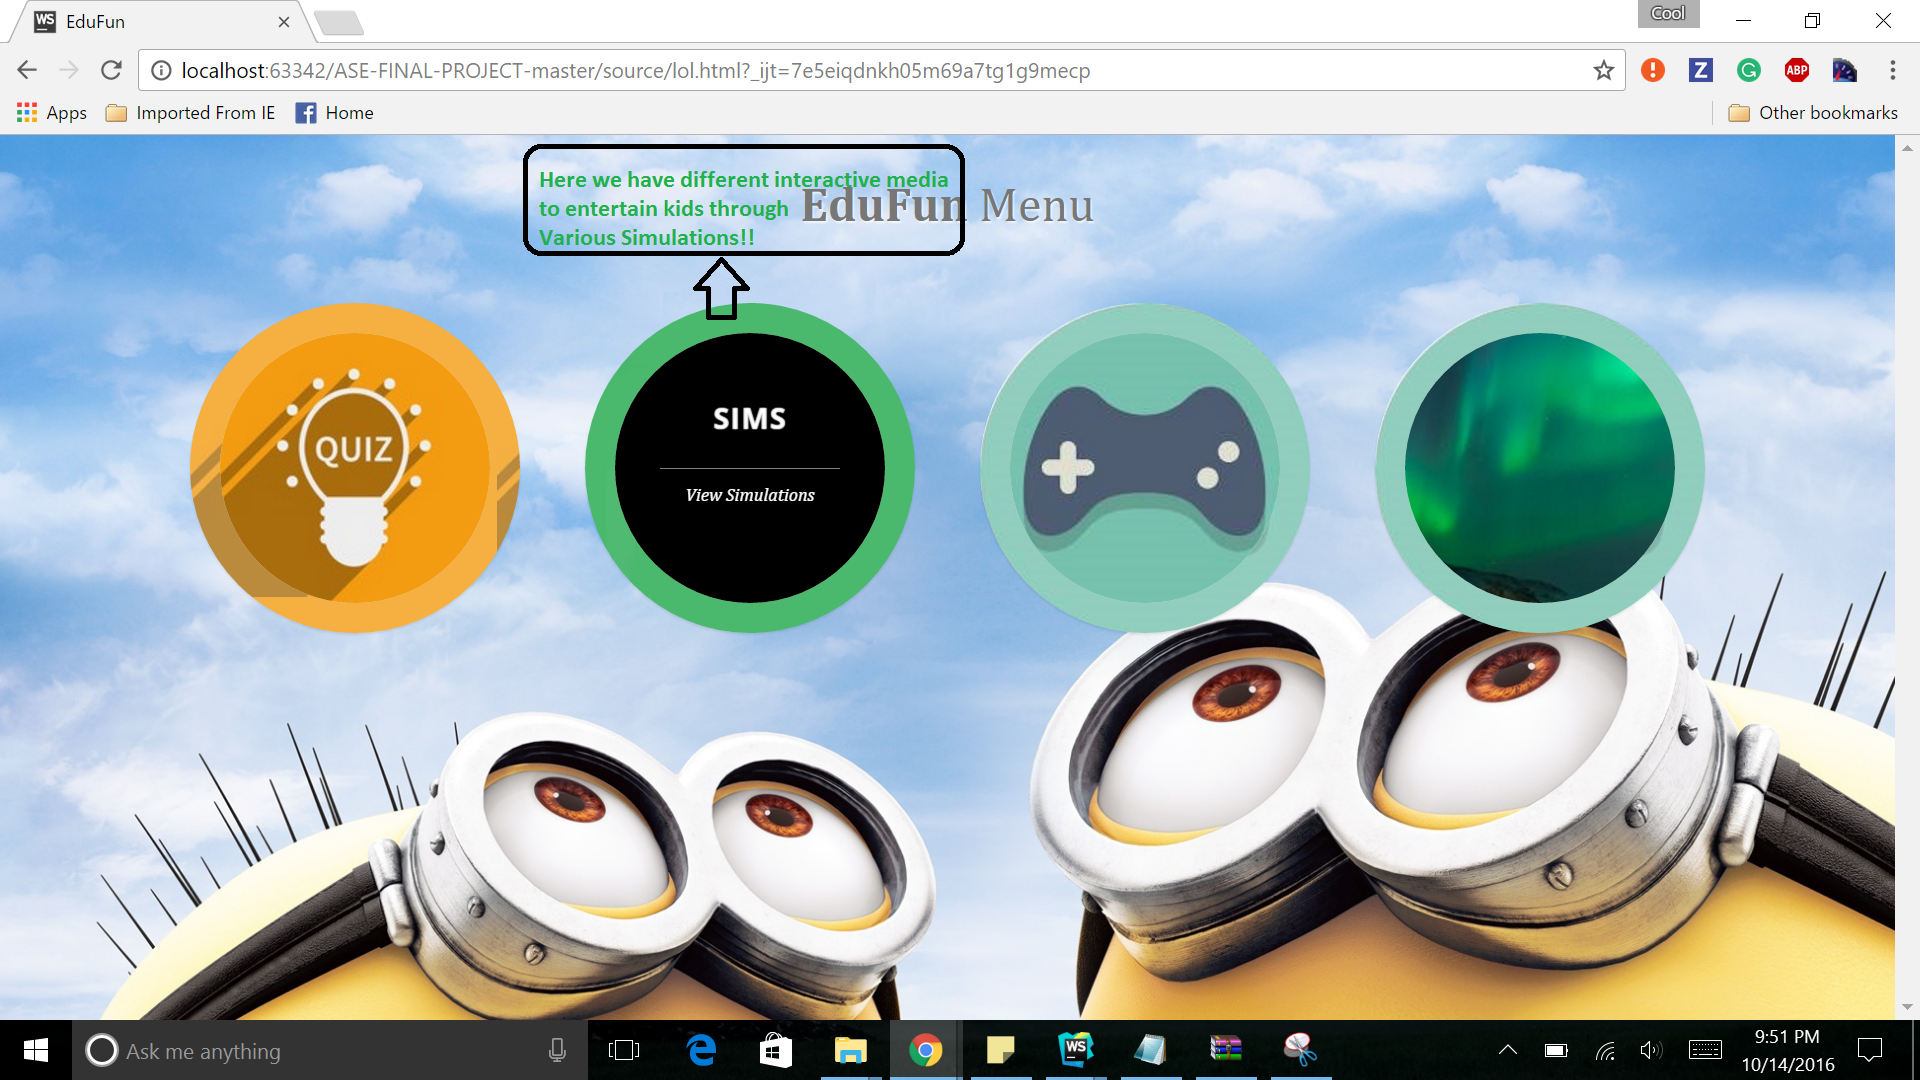 WS EduFun
Cool
localhost:63342/ASE-FINAL-PROJECT-master/source/lol.html?_ijt=7e5eiqdnkh05m69a7tg1g9mecp
Z
G
ABP
Apps
Imported From IE
f Home
Other bookmarks
Here we have different interactive media
to entertain kids through
Various Simulations!!
EduFun Menu
QUIZ
SIMS
View Simulations
Ask me anything
WS
9:51 PM
10/14/2016